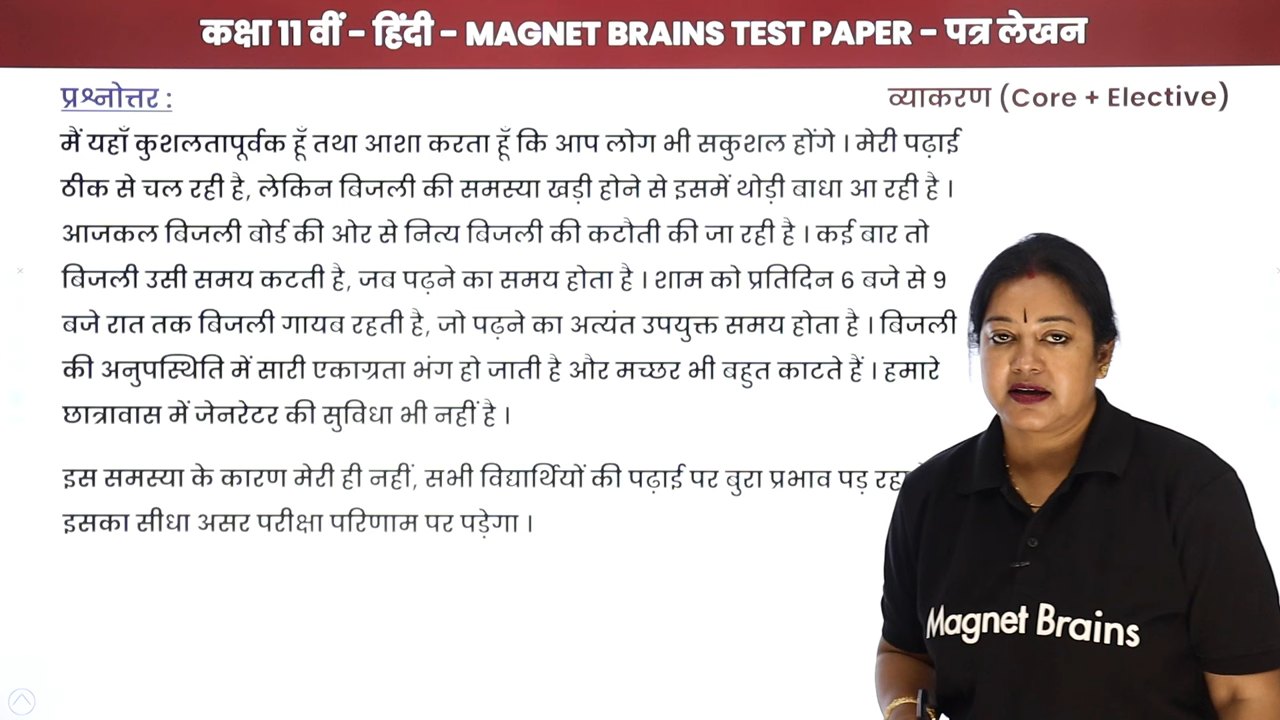 कक्षा 11 वीं - हिंदी - MAGNET BRAINS TEST PAPER - पत्र लेखन
प्रश्नोत्तर :
व्याकरण (Core + Elective)
मैं यहाँ कुशलतापूर्वक हूँ तथा आशा करता हूँ कि आप लोग भी सकुशल होंगे । मेरी पढ़ाई
ठीक से चल रही है, लेकिन बिजली की समस्या खड़ी होने से इसमें थोड़ी बाधा आ रही है ।
आजकल बिजली बोर्ड की ओर से नित्य बिजली की कटौती की जा रही है । कई बार तो
बिजली उसी समय कटती है, जब पढ़ने का समय होता है । शाम को प्रतिदिन 6 बजे से 9
बजे रात तक बिजली गायब रहती है, जो पढ़ने का अत्यंत उपयुक्त समय होता है । बिजली
की अनुपस्थिति में सारी एकाग्रता भंग हो जाती है और मच्छर भी बहुत काटते हैं । हमारे
छात्रावास में जेनरेटर की सुविधा भी नहीं है ।
इस समस्या के कारण मेरी ही नहीं, सभी विद्यार्थियों की पढ़ाई पर बुरा प्रभाव पड़ रहा
इसका सीधा असर परीक्षा परिणाम पर पड़ेगा ।
Magnet Brains